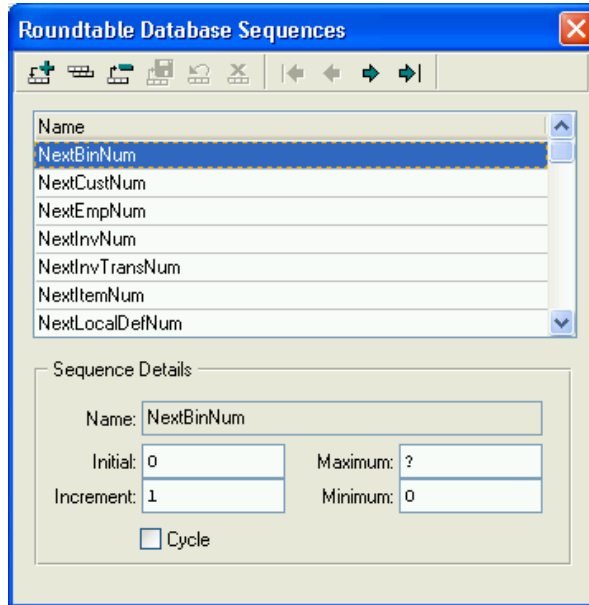 Roundtable Database Sequences
Name
NextBinNum
NextCustNum
NextEmpNum
NextInvNum
NextInvTransNum
NextItemNum
NextLocalDefNum
Sequence Details
Name: NextBinNum
Initial: 0 Maximum: ?
Increment: 1 Minimum: 0
Cycle